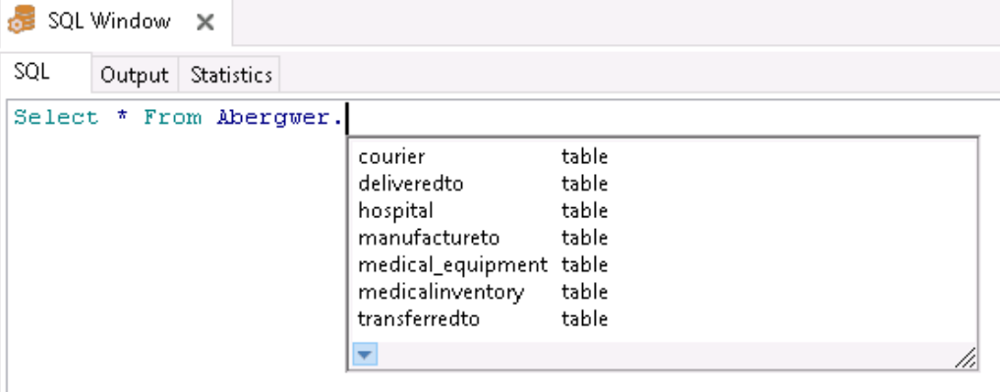 SQL Window
SQL Output Statistics
Select * From Abergwer.
courier table
deliveredto table
hospital table
manufactureto table
medical_equipment table
medicalinventory table
transferredto table